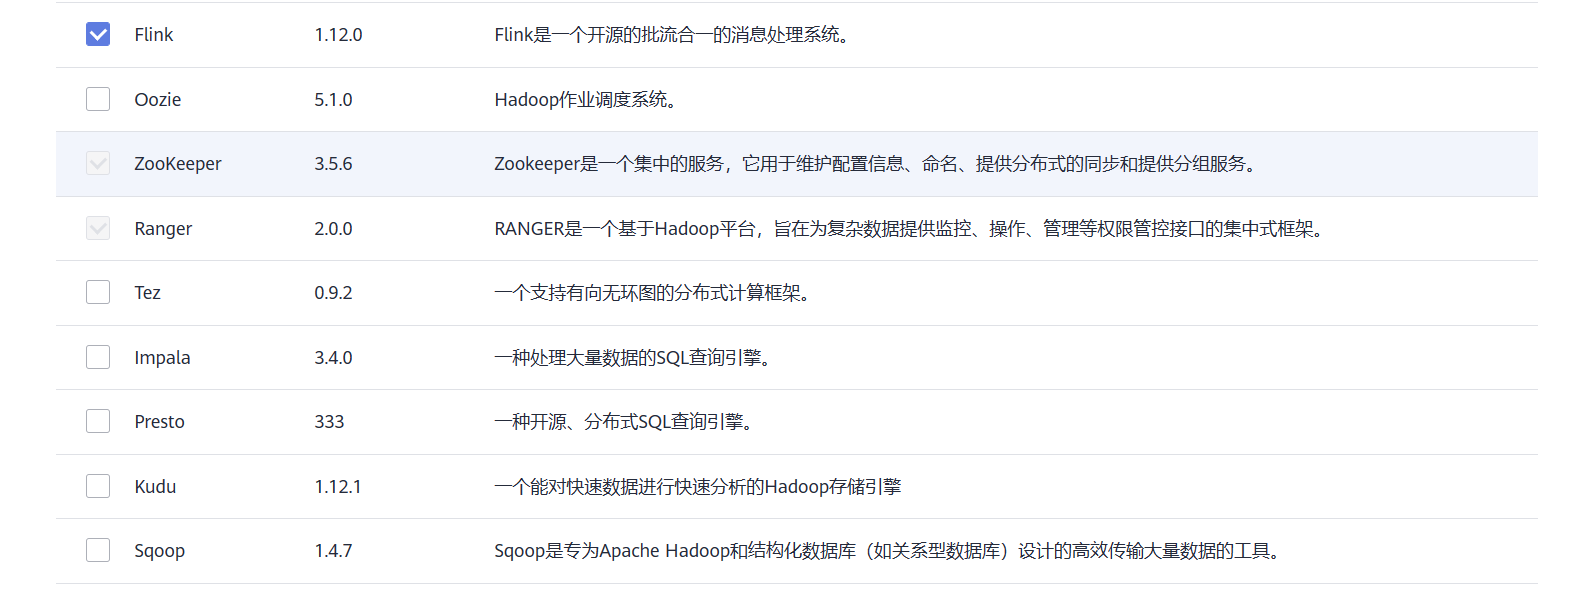 Flink 1.12.0 Flink是一个开源的批流合一的消息处理系统。
Oozie 5.1.0 Hadoop作业调度系统。
ZooKeeper 3.5.6 Zookeeper是一个集中的服务，它用于维护配置信息、命名、提供分布式的同步和提供分组服务。
Ranger 2.0.0 RANGER是一个基于Hadoop平台，旨在为复杂数据提供监控、操作、管理等权限管控接口的集中式框架。
Tez 0.9.2 一个支持有向无环图的分布式计算框架。
Impala 3.4.0 一种处理大量数据的SQL查询引擎。
Presto 333 一种开源、分布式SQL查询引擎。
Kudu 1.12.1 一个能对快速数据进行快速分析的Hadoop存储引擎
Sqoop 1.4.7 Sqoop是专为Apache Hadoop和结构化数据库（如关系型数据库）设计的高效传输大量数据的工具。